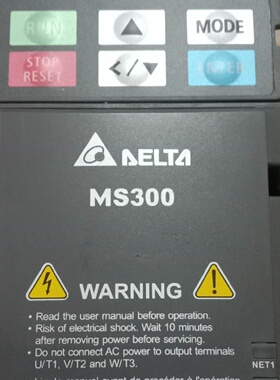 RUN MODE
STOP
RESET ENTER
DELTA
MS300
WARNING
• Read the user manual before operation.
• Risk of electrical shock. Wait 10 minutes
after removing power before servicing.
• Do not connect AC power to output terminals
U/T1, V/T2 and W/T3.
NET1